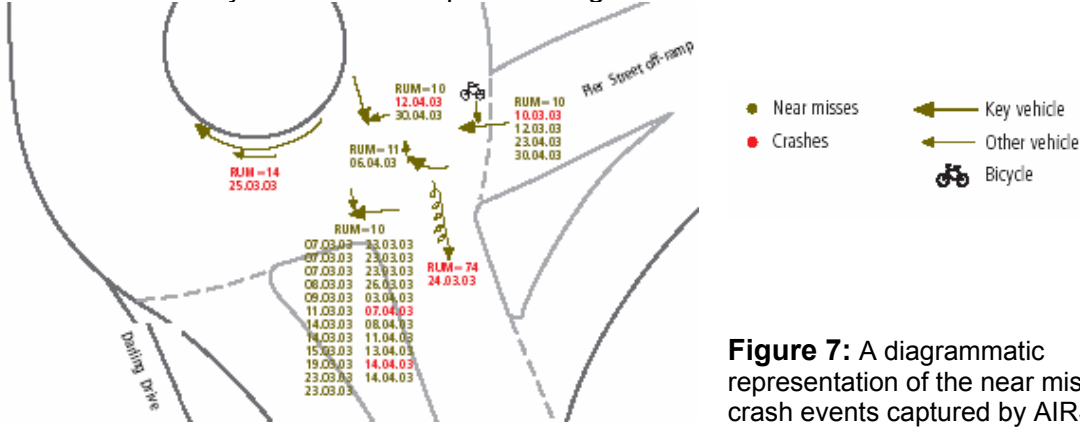 Pier Street off-ramp
RUM=10
12.04.03
30.04.03
RUM=10
10.03.03
12.03.03
23.04.03
30.04.03
RUM=11
06.04.03
RUM=14
25.03.03
RUM=10
07.03.03 23.03.03
07.03.03 23.03.03
07.03.03 23.03.03
08.03.03 26.03.03
09.03.03 03.04.03
11.03.03 07.04.03
14.03.03 08.04.03
14.03.03 11.04.03
15.03.03 13.04.03
19.03.03 14.04.03
23.03.03 14.04.03
23.03.03
RUM=74
24.03.03
Darling Drive
Near misses
Crashes
Key vehicle
Other vehicle
Bicycle
Figure 7: A diagrammatic
representation of the near mis
crash events captured by AIR